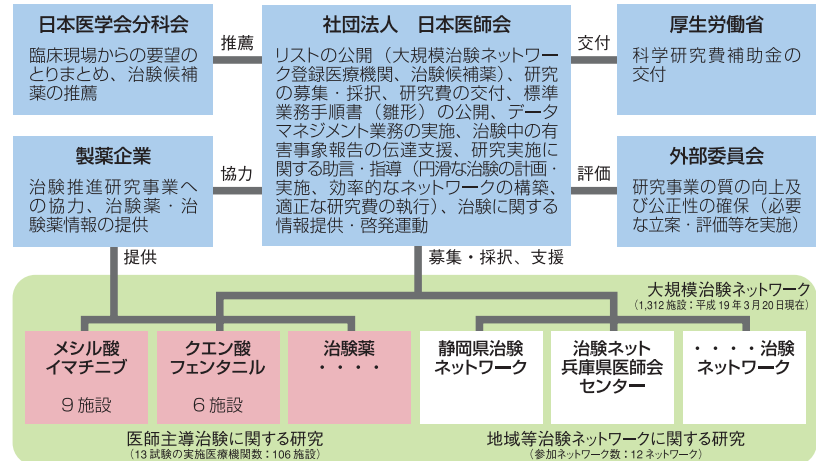 日本医学会分科会
臨床現場からの要望の
とりまとめ、治験候補
薬の推薦
推薦
社団法人　日本医師会
リストの公開（大規模治験ネットワー
ク登録医療機関、治験候補薬）、研究
の募集・採択、研究費の交付、標準
業務手順書（雛形）の公開、データ
マネジメント業務の実施、治験中の有
害事象報告の伝達支援、研究実施に
関する助言・指導（円滑な治験の計画・
実施、効率的なネットワークの構築、
適正な研究費の執行）、治験に関する
情報提供・啓発運動
交付
厚生労働省
科学研究費補助金の
交付
製薬企業
治験推進研究事業へ
の協力、治験薬・治
験薬情報の提供
協力
評価
外部委員会
研究事業の質の向上及
び公正性の確保（必要
な立案・評価等を実施）
提供
募集・採択、支援
大規模治験ネットワーク
（1,312施設：平成19年3月20日現在）
メシル酸
イマチニブ
9施設
クエン酸
フェンタニル
6施設
治験薬
・・・・
静岡県治験
ネットワーク
治験ネット
兵庫県医師会
センター
・・・・治験
ネットワーク
医師主導治験に関する研究
（13試験の実施医療機関数：106施設）
地域等治験ネットワークに関する研究
（参加ネットワーク数：12ネットワーク）